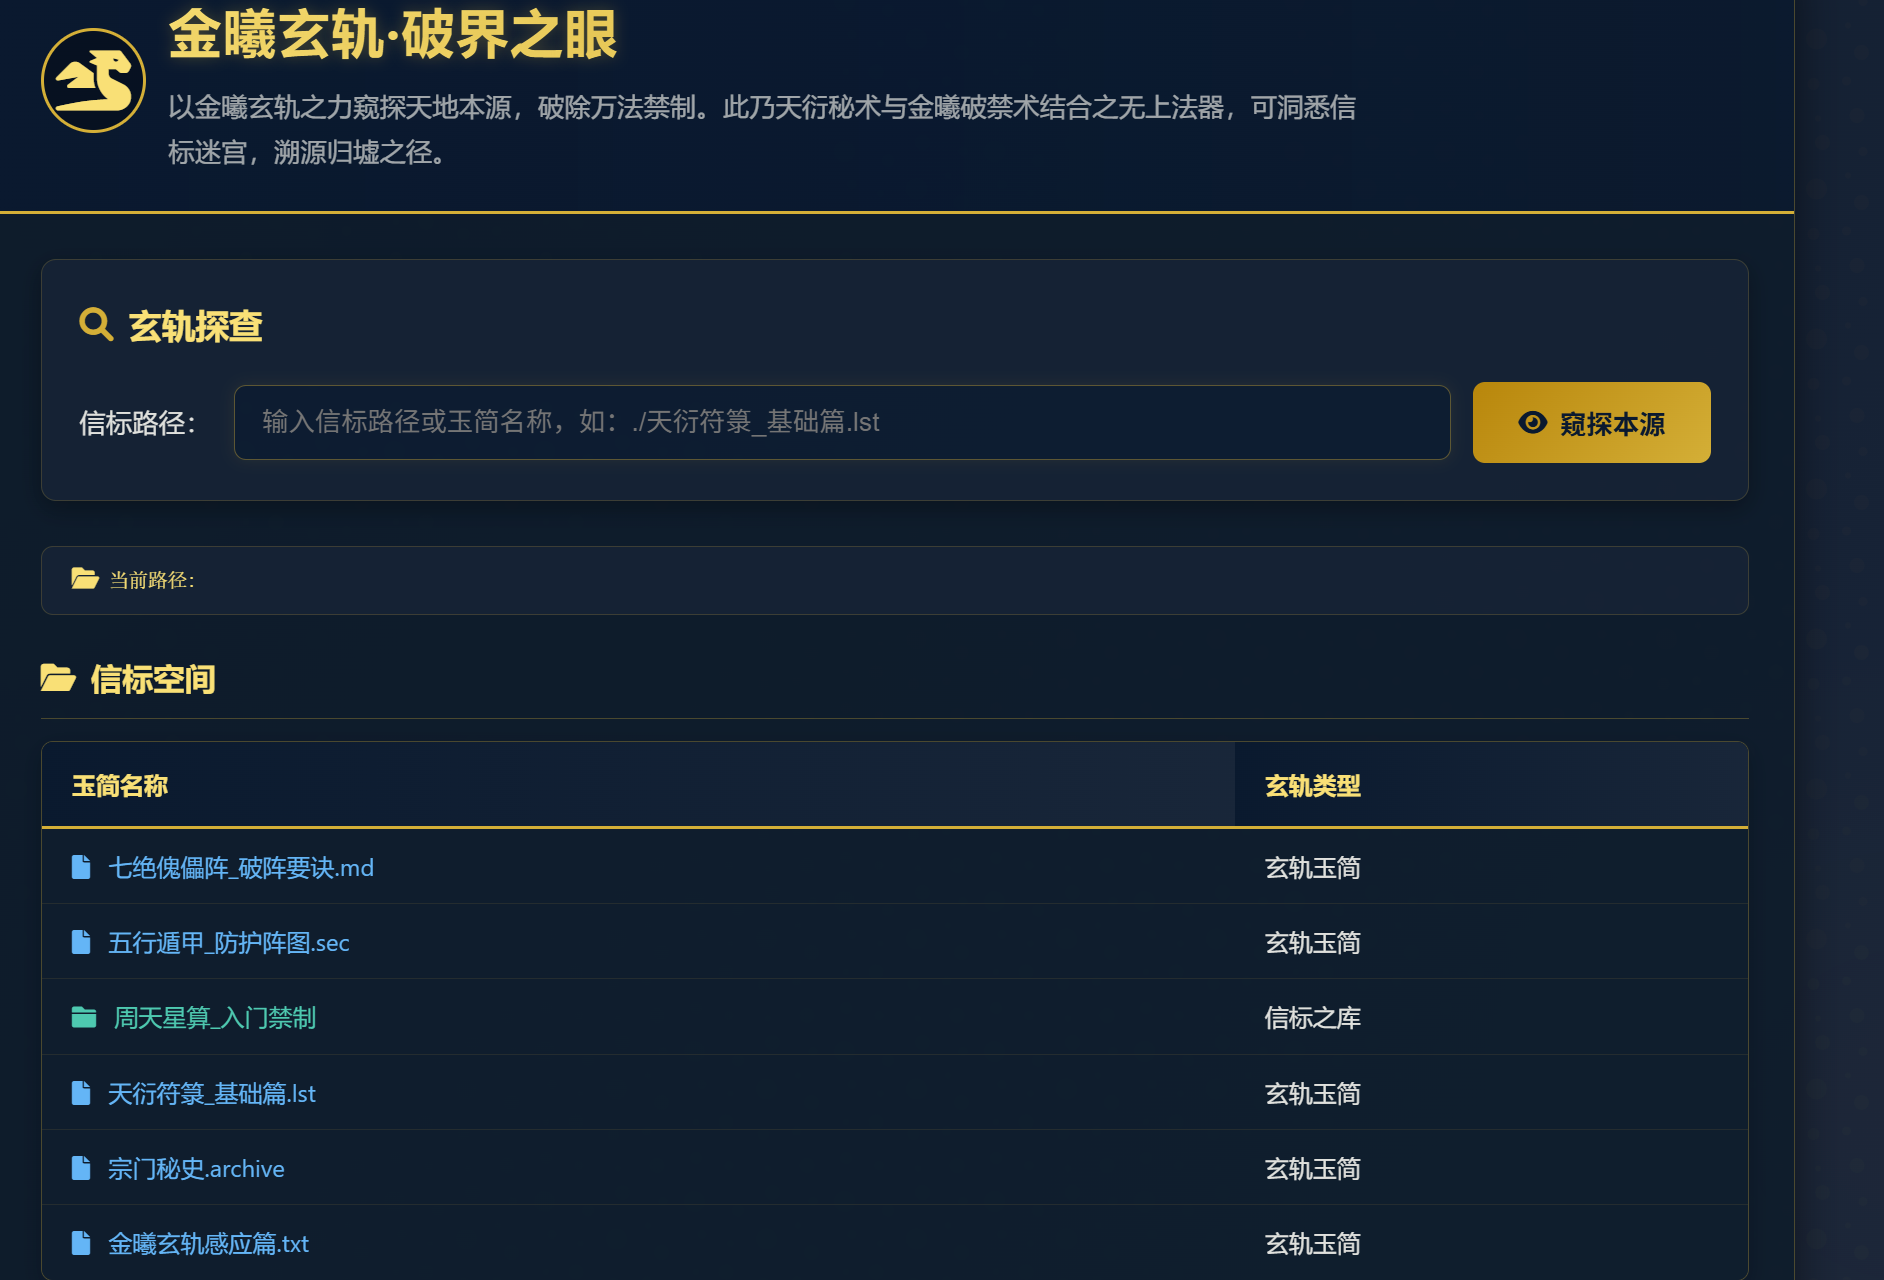 金曦玄轨·破界之眼
以金曦玄轨之力窥探天地本源，破除万法禁制。此乃天衍秘术与金曦破禁术结合之无上法器，可洞悉信
标迷宫，溯源归墟之径。
玄轨探查
信标路径：
输入信标路径或玉简名称，如：./天衍符箓_基础篇.lst
窥探本源
当前路径:
信标空间
玉简名称 玄轨类型
七绝傀儡阵_破阵要诀.md 玄轨玉简
五行遁甲_防护阵图.sec 玄轨玉简
周天星算_入门禁制 信标之库
天衍符箓_基础篇.lst 玄轨玉简
宗门秘史.archive 玄轨玉简
金曦玄轨感应篇.txt 玄轨玉简